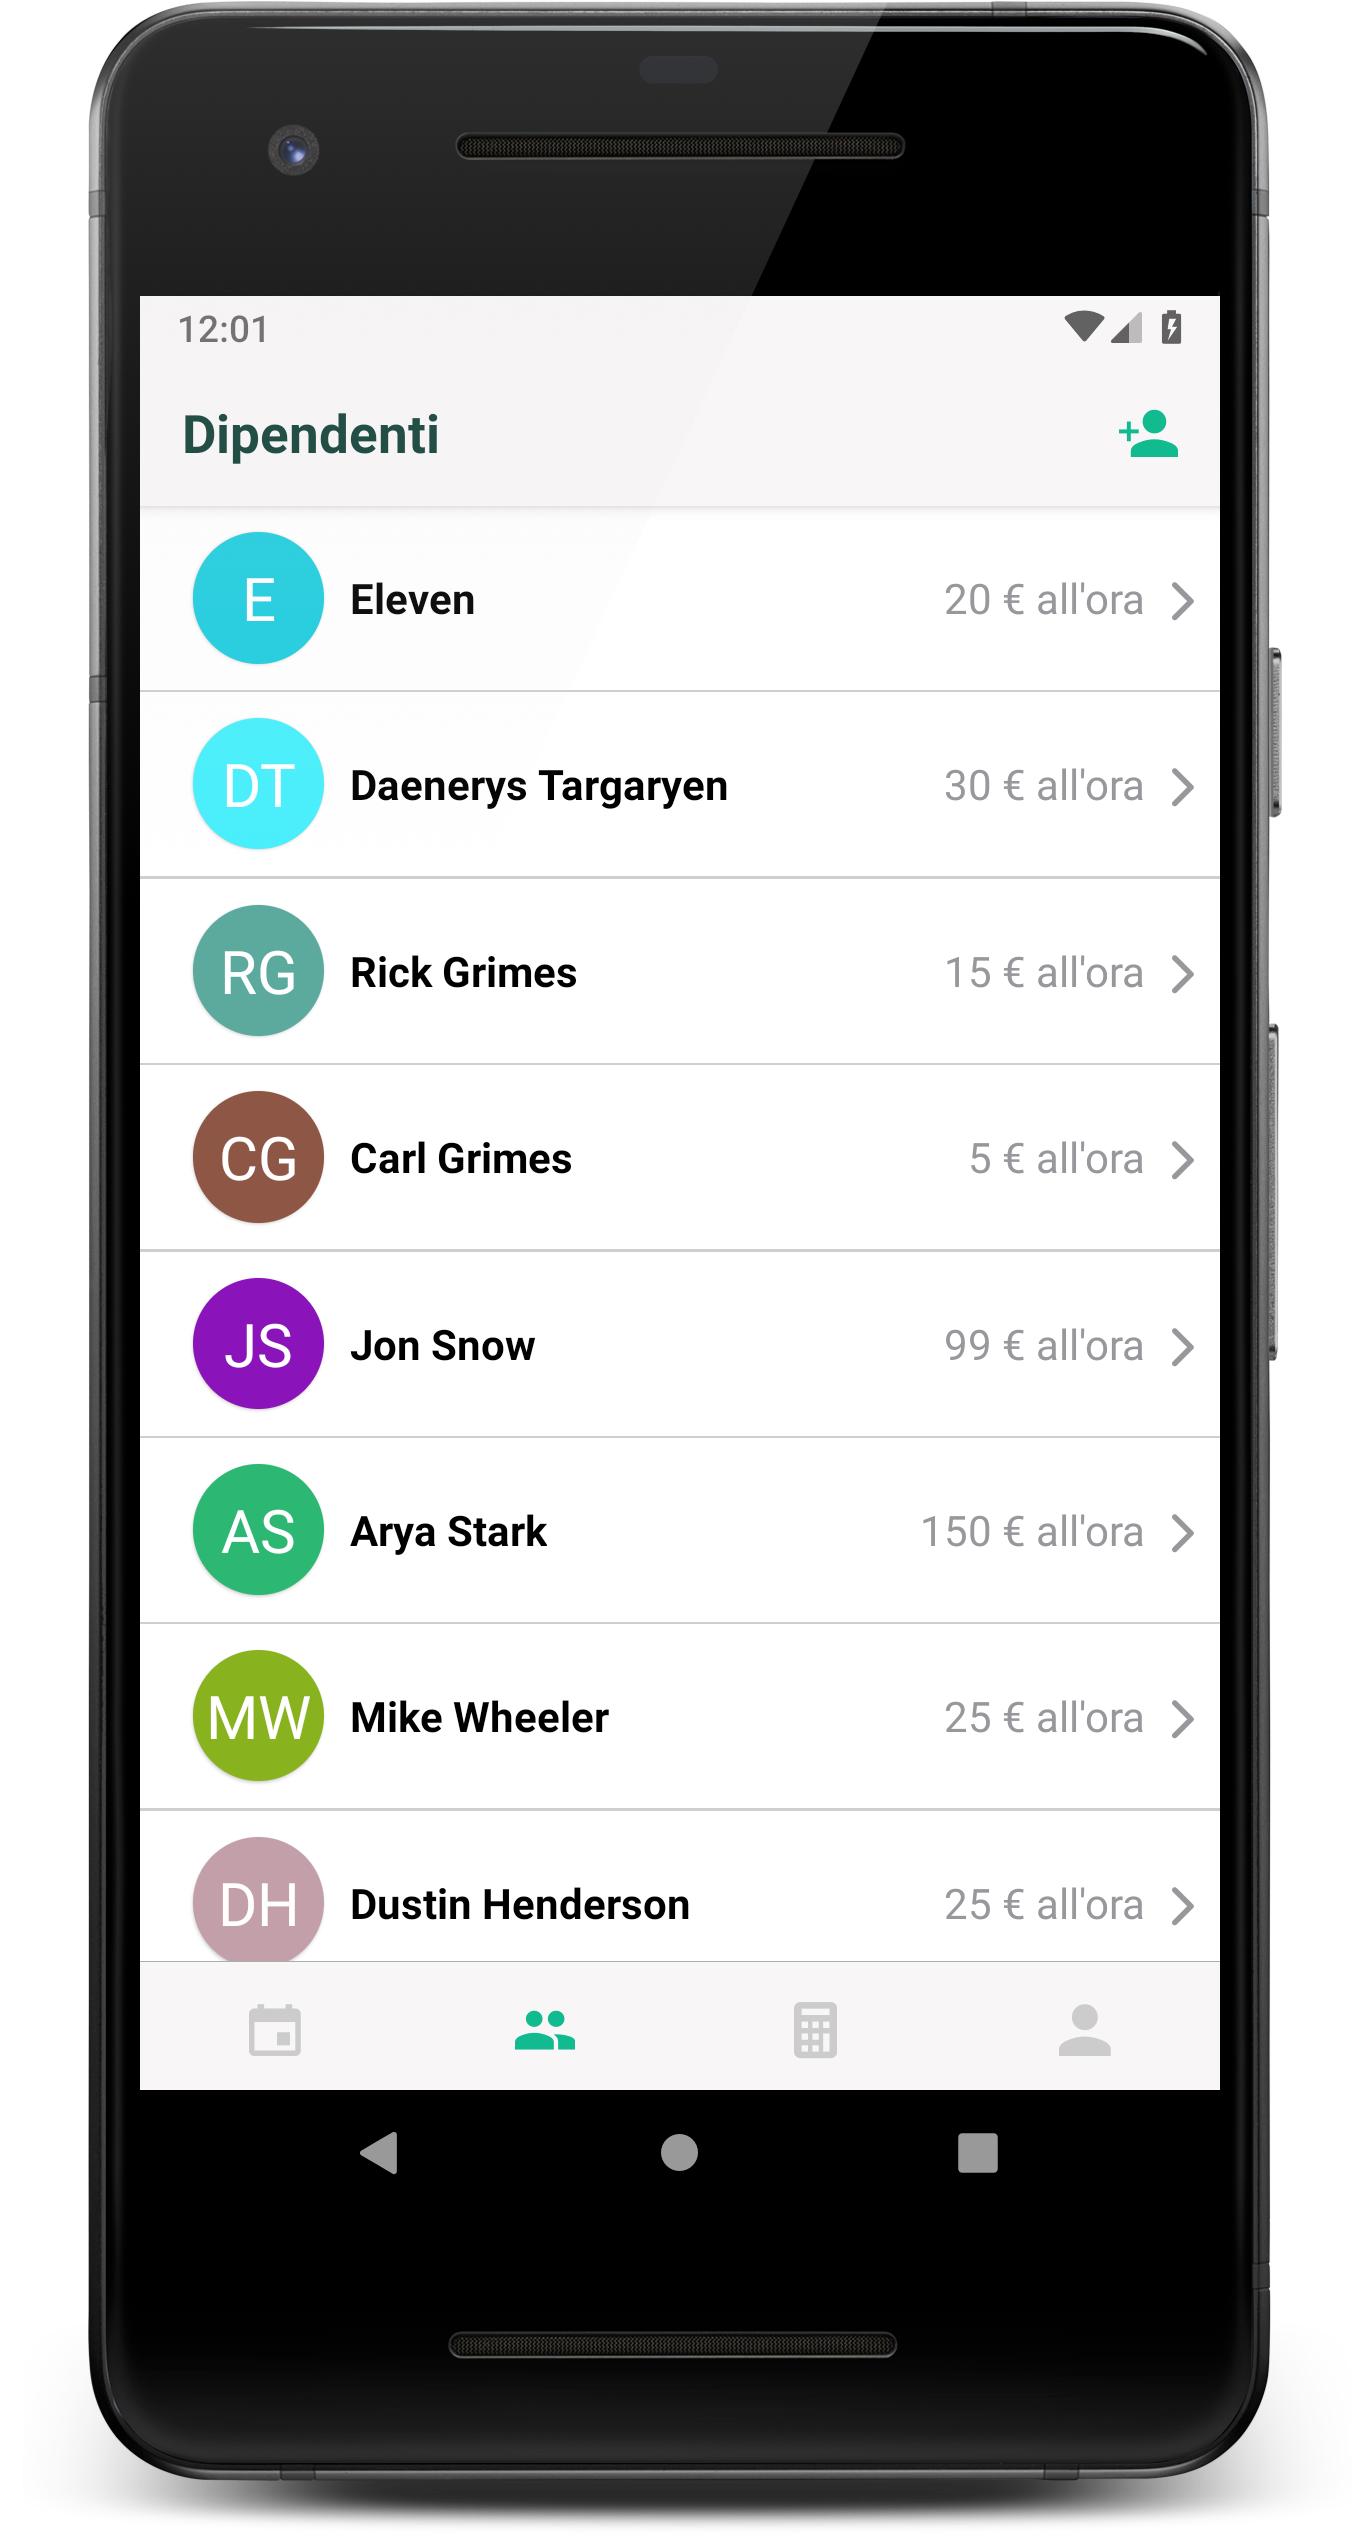 12:01
Dipendenti
E Eleven 20 € all'ora
DT Daenerys Targaryen 30 € all'ora
RG Rick Grimes 15 € all'ora
CG Carl Grimes 5 € all'ora
JS Jon Snow 99 € all'ora
AS Arya Stark 150 € all'ora
MW Mike Wheeler 25 € all'ora
DH Dustin Henderson 25 € all'ora